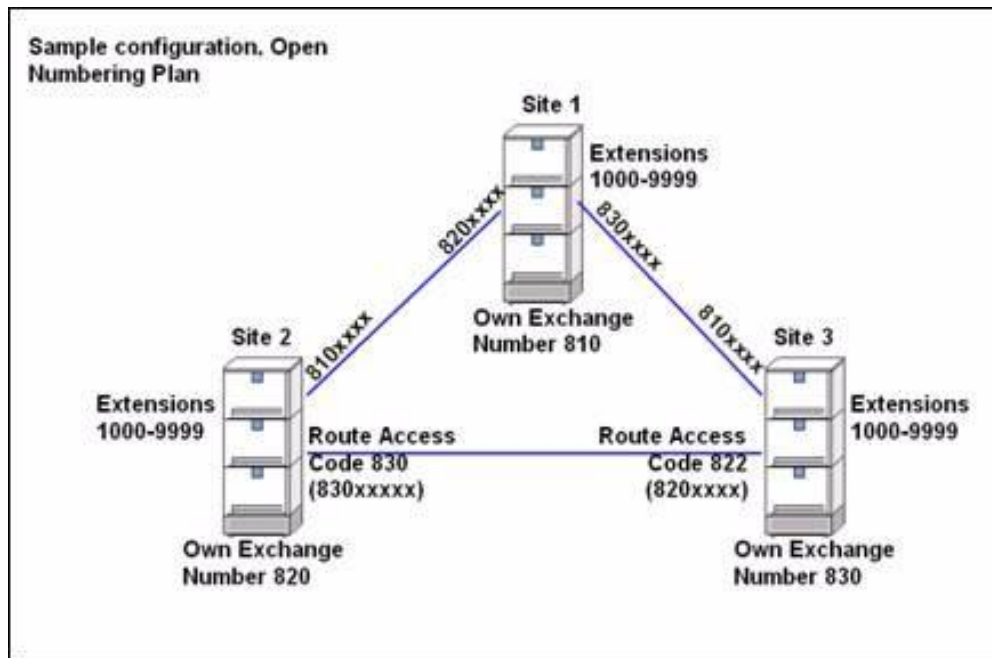 Sample configuration, Open
Numbering Plan
Site 1
Extensions
1000-9999
820xxxx
830xxxx
810xxxx
810xxxx
Own Exchange
Number 810
Site 2
Site 3
Extensions
1000-9999
Extensions
1000-9999
Route Access
Code 830
(830xxxxx)
Route Access
Code 822
(820xxxx)
Own Exchange
Number 820
Own Exchange
Number 830